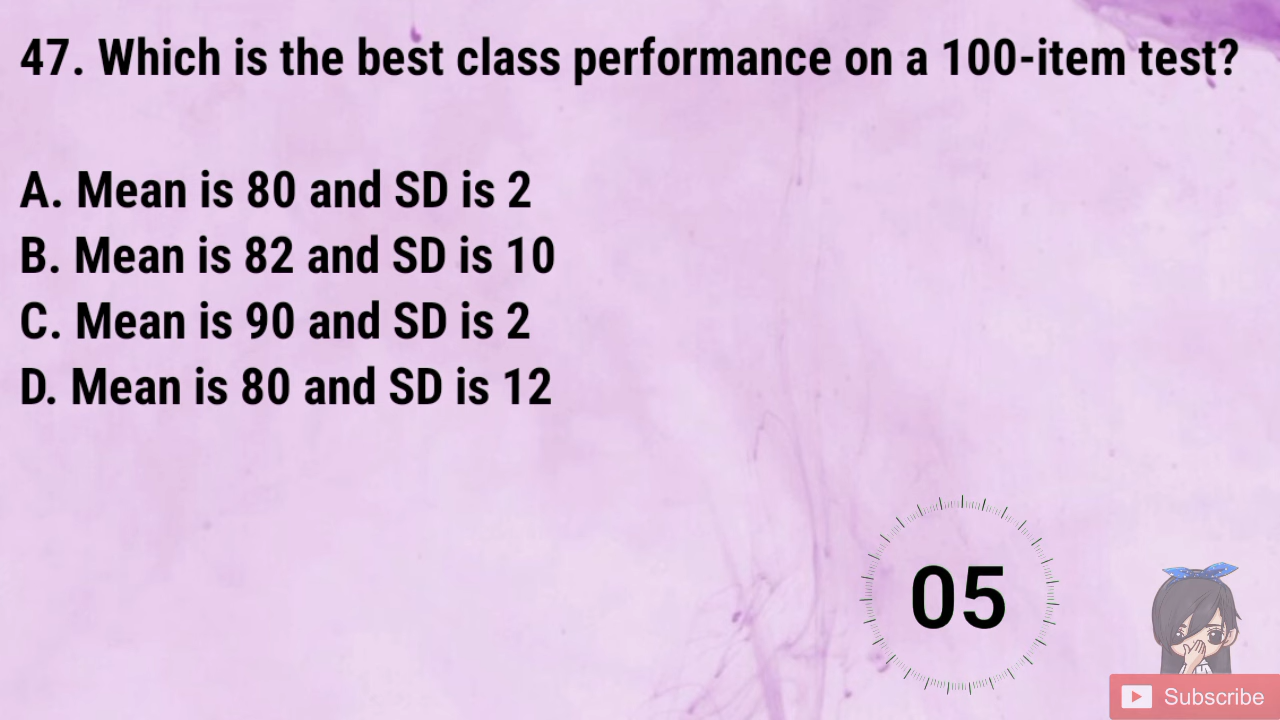 47. Which is the best class performance on a 100-item test?
A. Mean is 80 and SD is 2
B. Mean is 82 and SD is 10
C. Mean is 90 and SD is 2
D. Mean is 80 and SD is 12
05
Subscribe